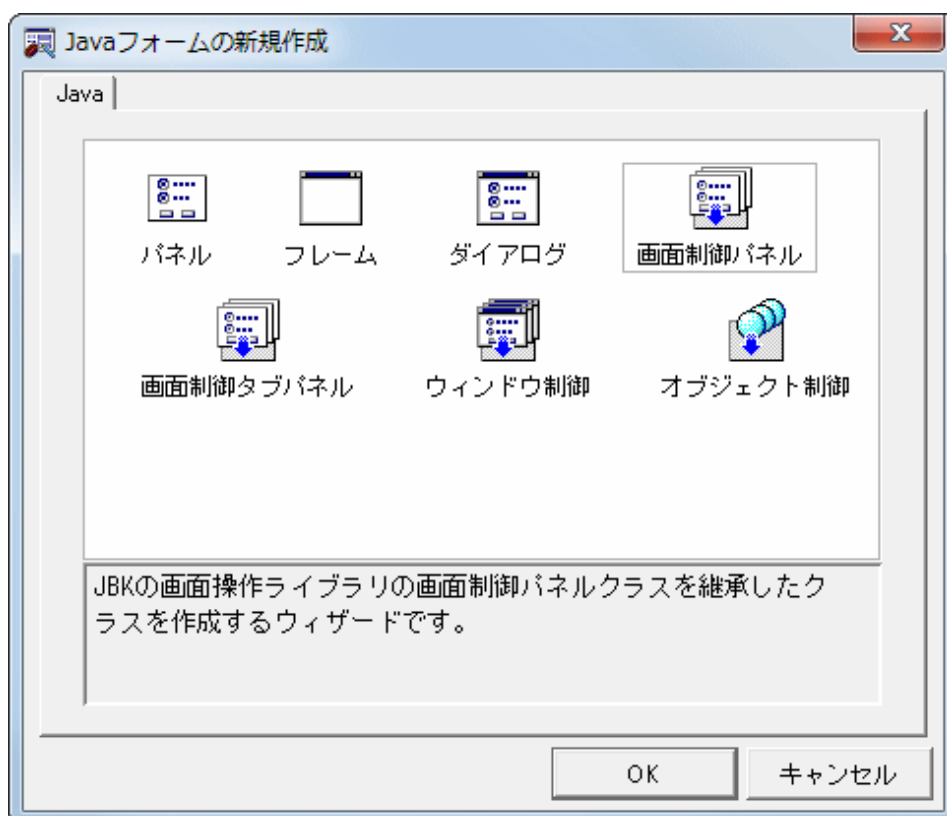 Javaフォームの新規作成
Java
パネル フレーム ダイアログ 画面制御パネル
画面制御タブパネル ウィンドウ制御 オブジェクト制御
JBKの画面操作ライブラリの画面制御パネルクラスを継承したク
ラスを作成するウィザードです。
OK キャンセル